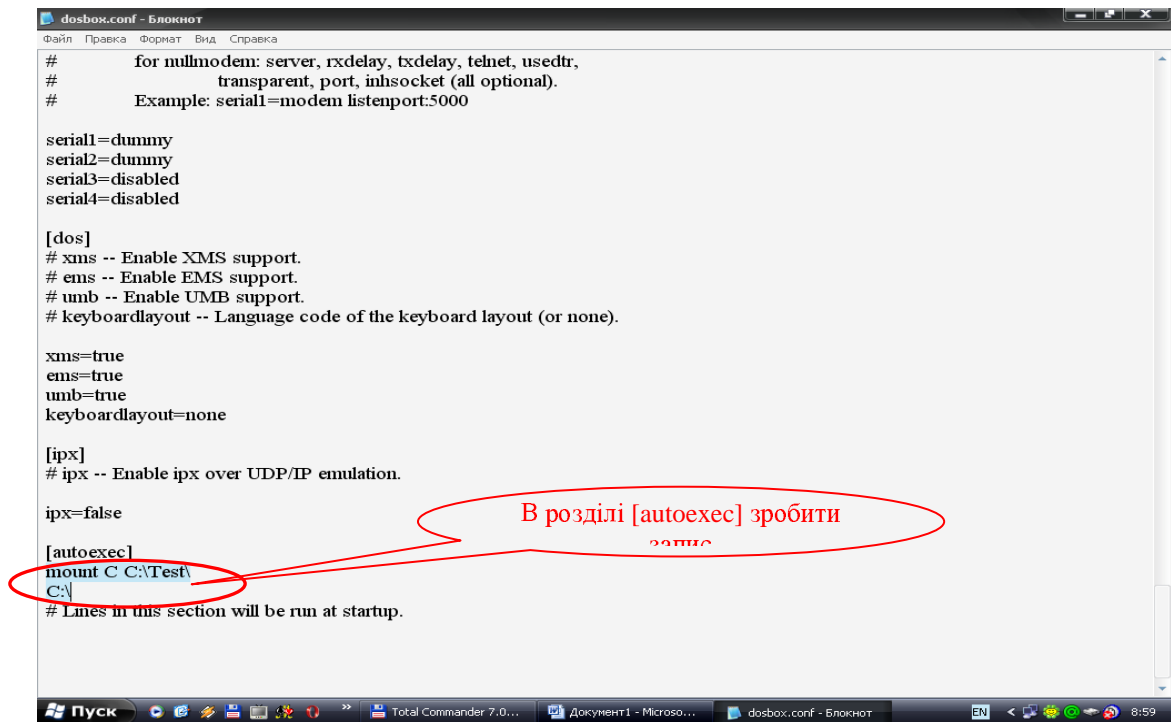 dosbox.conf - Блокнот
Файл Правка Формат Вид Справка
# for nullmodem: server, rxdelay, txdelay, telnet, usedtr,
# transparent, port, inhsocket (all optional).
# Example: serial1=modem listenport:5000
serial1=dummy
serial2=dummy
serial3=disabled
serial4=disabled
[dos]
# xms -- Enable XMS support.
# ems -- Enable EMS support.
# umb -- Enable UMB support.
# keyboardlayout -- Language code of the keyboard layout (or none).
xms=true
ems=true
umb=true
keyboardlayout=none
[ipx]
# ipx -- Enable ipx over UDP/IP emulation.
ipx=false
В розділі [autoexec] зробити
запис
[autoexec]
mount C C:\Test\
C:\
# Lines in this section will be run at startup.
Пуск
Total Commander 7.0...
Документ1 - Microso...
dosbox.conf - Блокнот
EN
8:59